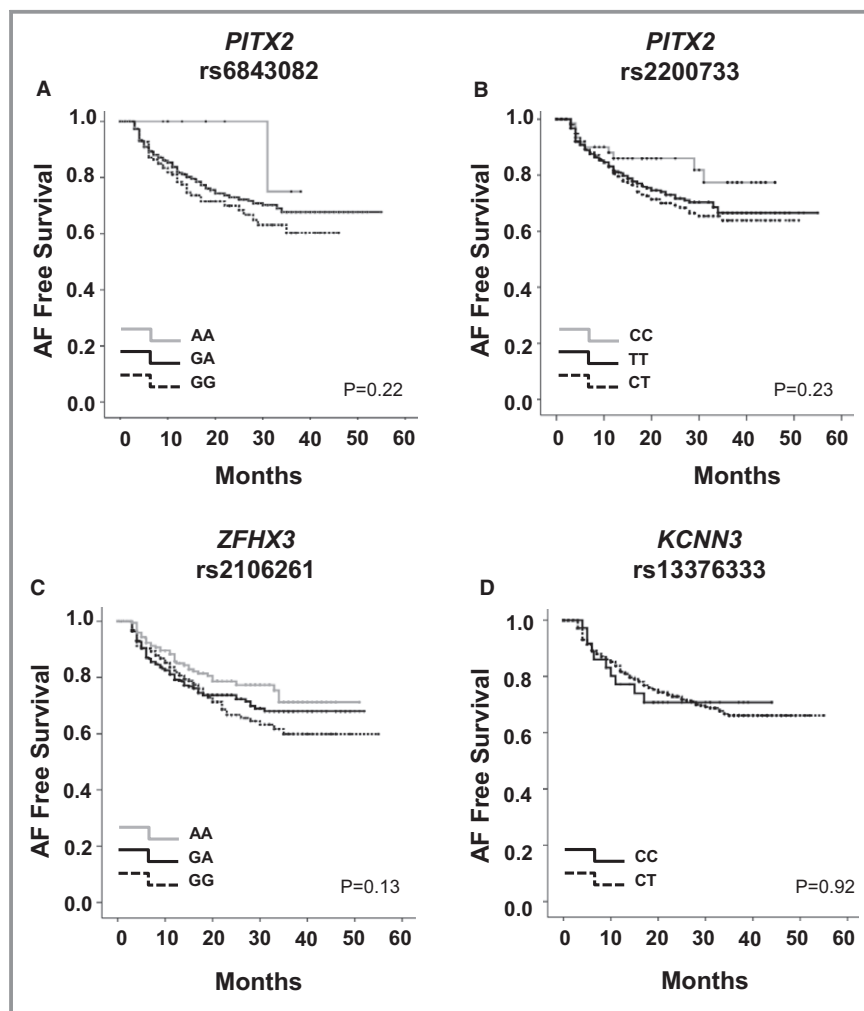 PITX2
rs6843082
A
1.0
0.8
0.6
0.4
0.2
0.0
AF Free Survival
AA
GA
GG
P=0.22
0 10 20 30 40 50 60
Months
PITX2
rs2200733
B
1.0
0.8
0.6
0.4
0.2
0.0
AF Free Survival
CC
TT
CT
P=0.23
0 10 20 30 40 50 60
Months
ZFHX3
rs2106261
C
1.0
0.8
0.6
0.4
0.2
0.0
AF Free Survival
AA
GA
GG
P=0.13
0 10 20 30 40 50 60
Months
KCNN3
rs13376333
D
1.0
0.8
0.6
0.4
0.2
0.0
AF Free Survival
CC
CT
P=0.92
0 10 20 30 40 50 60
Months